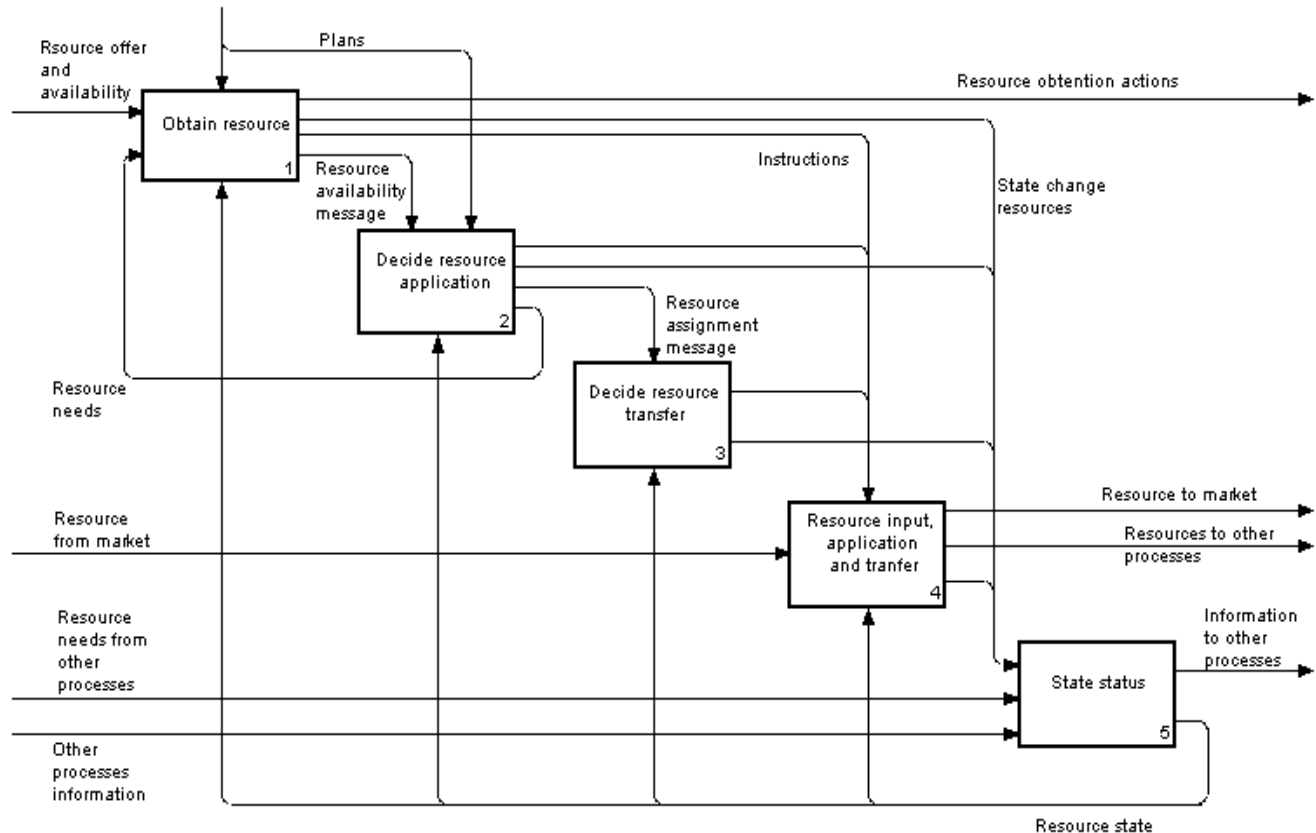 Plans
Rsource offer
and
availability
Resource obtention actions
Obtain resource
1
Resource
availability
message
Instructions
State change
resources
Decide resource
application
2
Resource
assignment
message
Resource
needs
Decide resource
transfer
3
Resource
from market
Resource input,
application
and tranfer
4
Resource to market
Resources to other
processes
Resource
needs from
other
processes
Information
to other
processes
State status
5
Other
processes
information
Resource state